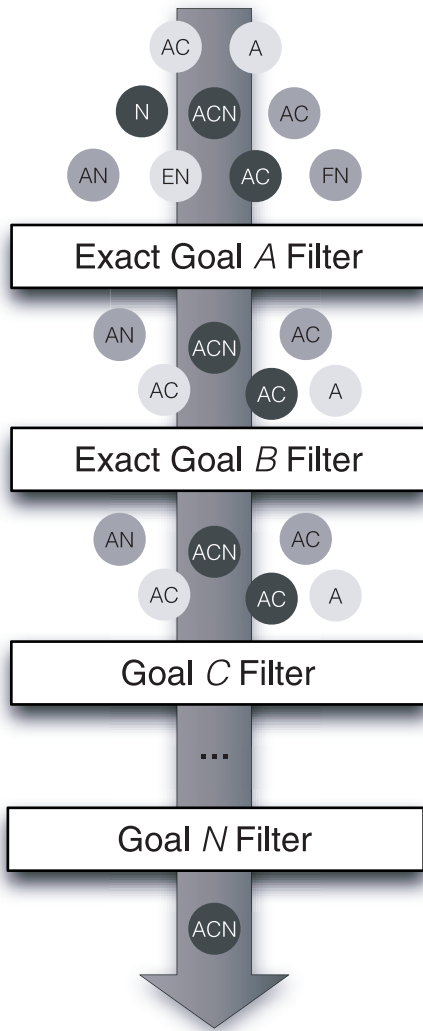 AC A
N ACN AC
AN EN AC FN
Exact Goal A Filter
AN ACN AC
AC AC A
Exact Goal B Filter
AN ACN AC
AC AC A
Goal C Filter
...
Goal N Filter
ACN